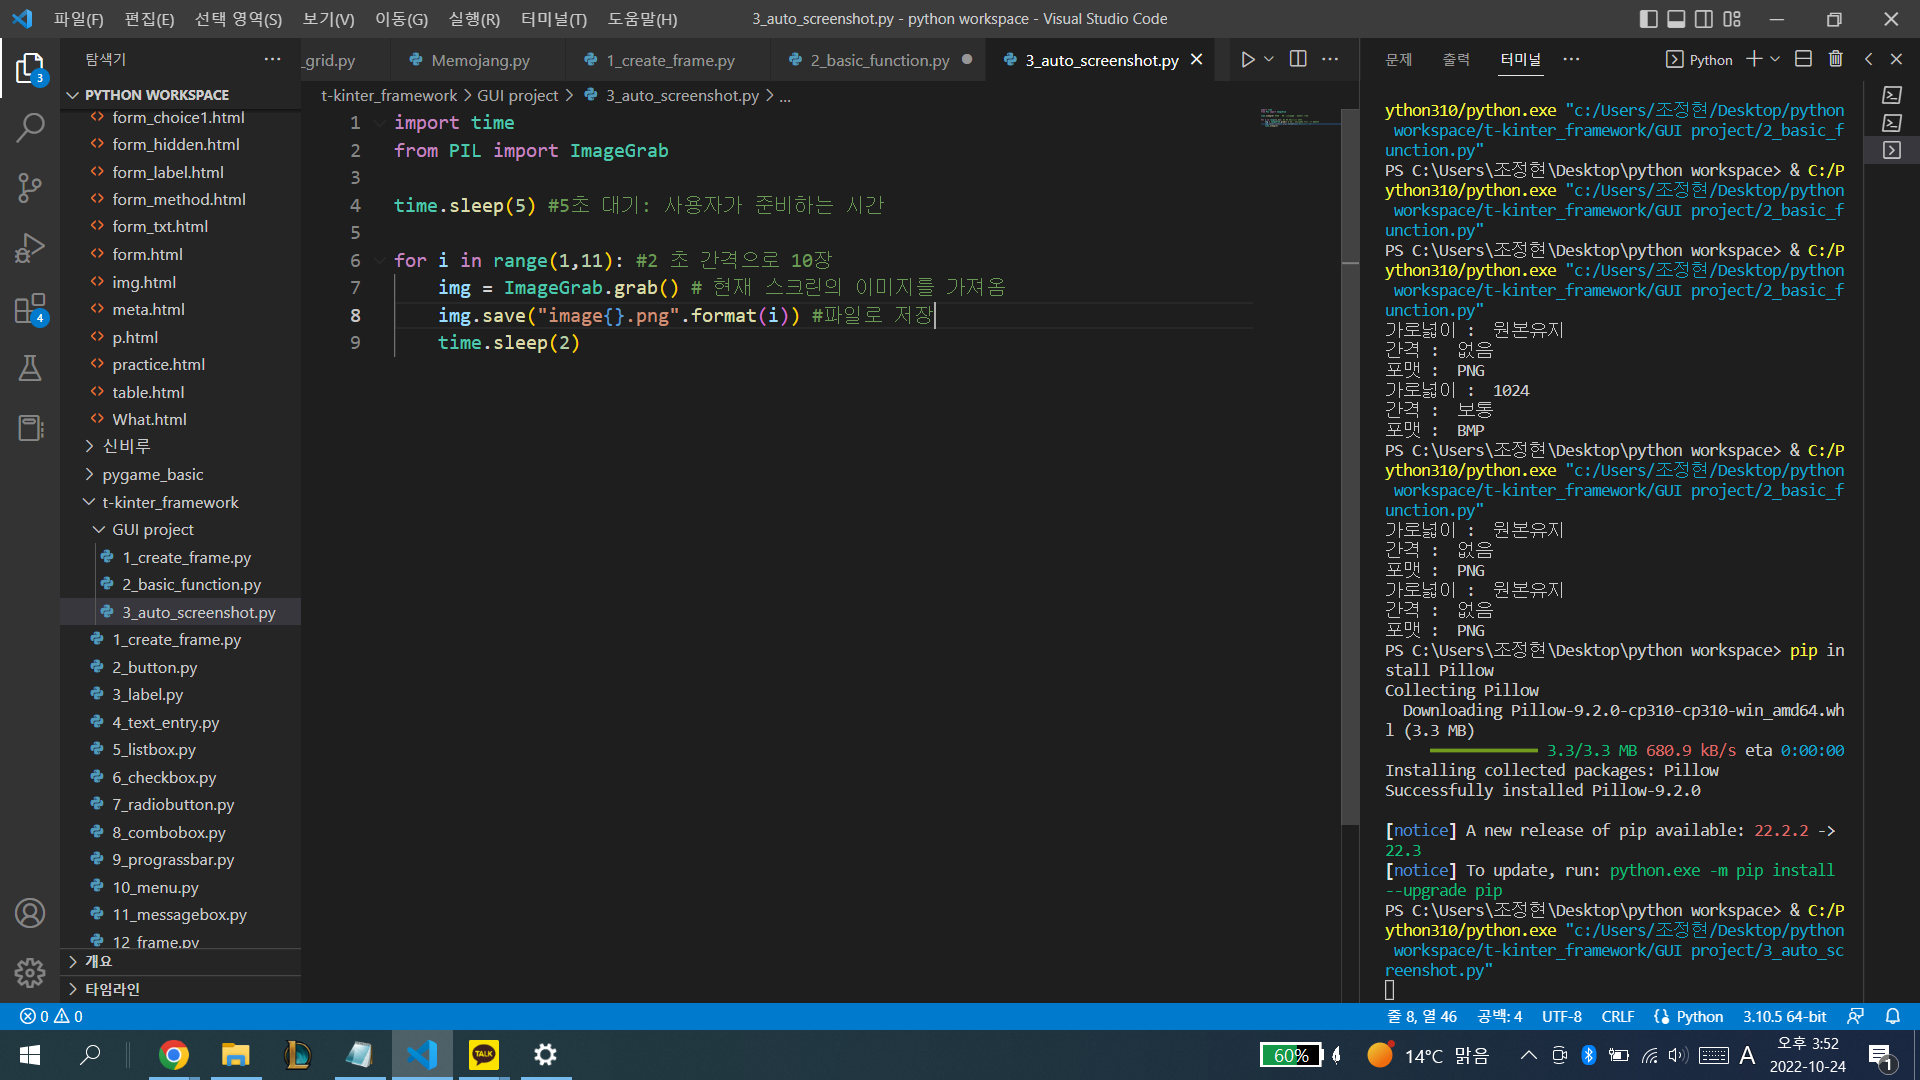 파일(F) 편집(E) 선택 영역(S) 보기(V) 이동(G) 실행(R) 터미널(T) 도움말(H)
3_auto_screenshot.py - python workspace - Visual Studio Code
탐색기
PYTHON WORKSPACE
form_choice1.html
form_hidden.html
form_label.html
form_method.html
form_txt.html
form.html
img.html
meta.html
p.html
practice.html
table.html
What.html
신비루
pygame_basic
t-kinter_framework
GUI project
1_create_frame.py
2_basic_function.py
3_auto_screenshot.py
1_create_frame.py
2_button.py
3_label.py
4_text_entry.py
5_listbox.py
6_checkbox.py
7_radiobutton.py
8_combobox.py
9_prograssbar.py
10_menu.py
11_messagebox.py
12_frame.py
개요
타임라인
3
4
_grid.py Memojang.py 1_create_frame.py 2_basic_function.py 3_auto_screenshot.py
t-kinter_framework > GUI project > 3_auto_screenshot.py > ...
1 import time
2 from PIL import ImageGrab
3
4 time.sleep(5) #5초 대기: 사용자가 준비하는 시간
5
6 for i in range(1,11): #2 초 간격으로 10장
7 img = ImageGrab.grab() # 현재 스크린의 이미지를 가져옴
8 img.save("image{}.png".format(i)) #파일로 저장
9 time.sleep(2)
문제 출력 터미널 Python
ython310/python.exe "c:/Users/조정현/Desktop/python
workspace/t-kinter_framework/GUI project/2_basic_f
unction.py"
PS C:\Users\조정현\Desktop\python workspace> & C:/P
ython310/python.exe "c:/Users/조정현/Desktop/python
workspace/t-kinter_framework/GUI project/2_basic_f
unction.py"
PS C:\Users\조정현\Desktop\python workspace> & C:/P
ython310/python.exe "c:/Users/조정현/Desktop/python
workspace/t-kinter_framework/GUI project/2_basic_f
unction.py"
가로넓이 : 원본유지
간격 : 없음
포맷 : PNG
가로넓이 : 1024
간격 : 보통
포맷 : BMP
PS C:\Users\조정현\Desktop\python workspace> & C:/P
ython310/python.exe "c:/Users/조정현/Desktop/python
workspace/t-kinter_framework/GUI project/2_basic_f
unction.py"
가로넓이 : 원본유지
간격 : 없음
포맷 : PNG
가로넓이 : 원본유지
간격 : 없음
포맷 : PNG
PS C:\Users\조정현\Desktop\python workspace> pip in
stall Pillow
Collecting Pillow
Downloading Pillow-9.2.0-cp310-cp310-win_amd64.wh
l (3.3 MB)
3.3/3.3 MB 680.9 kB/s eta 0:00:00
Installing collected packages: Pillow
Successfully installed Pillow-9.2.0
[notice] A new release of pip available: 22.2.2 ->
22.3
[notice] To update, run: python.exe -m pip install
--upgrade pip
PS C:\Users\조정현\Desktop\python workspace> & C:/P
ython310/python.exe "c:/Users/조정현/Desktop/python
workspace/t-kinter_framework/GUI project/3_auto_sc
reenshot.py"
0 0
줄 8, 열 46 공백: 4 UTF-8 CRLF Python 3.10.5 64-bit
TALK
60% 14°C 맑음 A
오후 3:52
2022-10-24
1